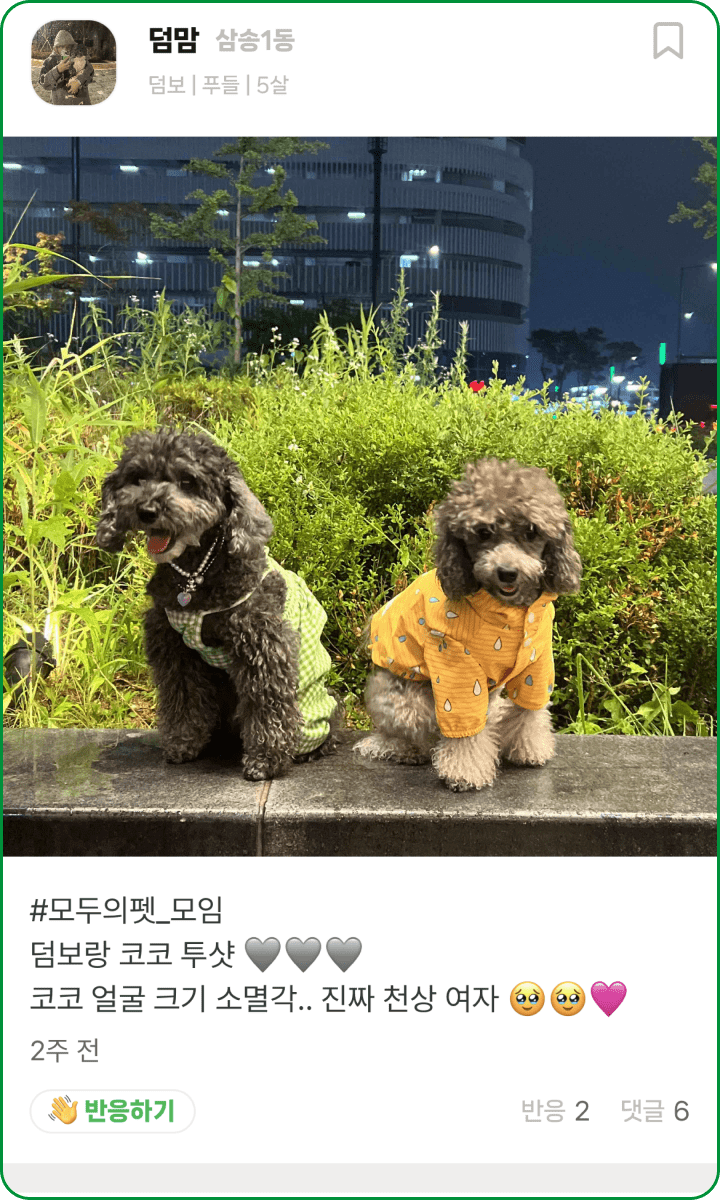 덤맘 삼송1동
덤보 | 푸들 | 5살
#모두의펫_모임
덤보랑 코코 투샷 🩶🩶🩶
코코 얼굴 크기 소멸각.. 진짜 천상 여자 🥹🥹🩷
2주 전
👋 반응하기 반응 2 댓글 6